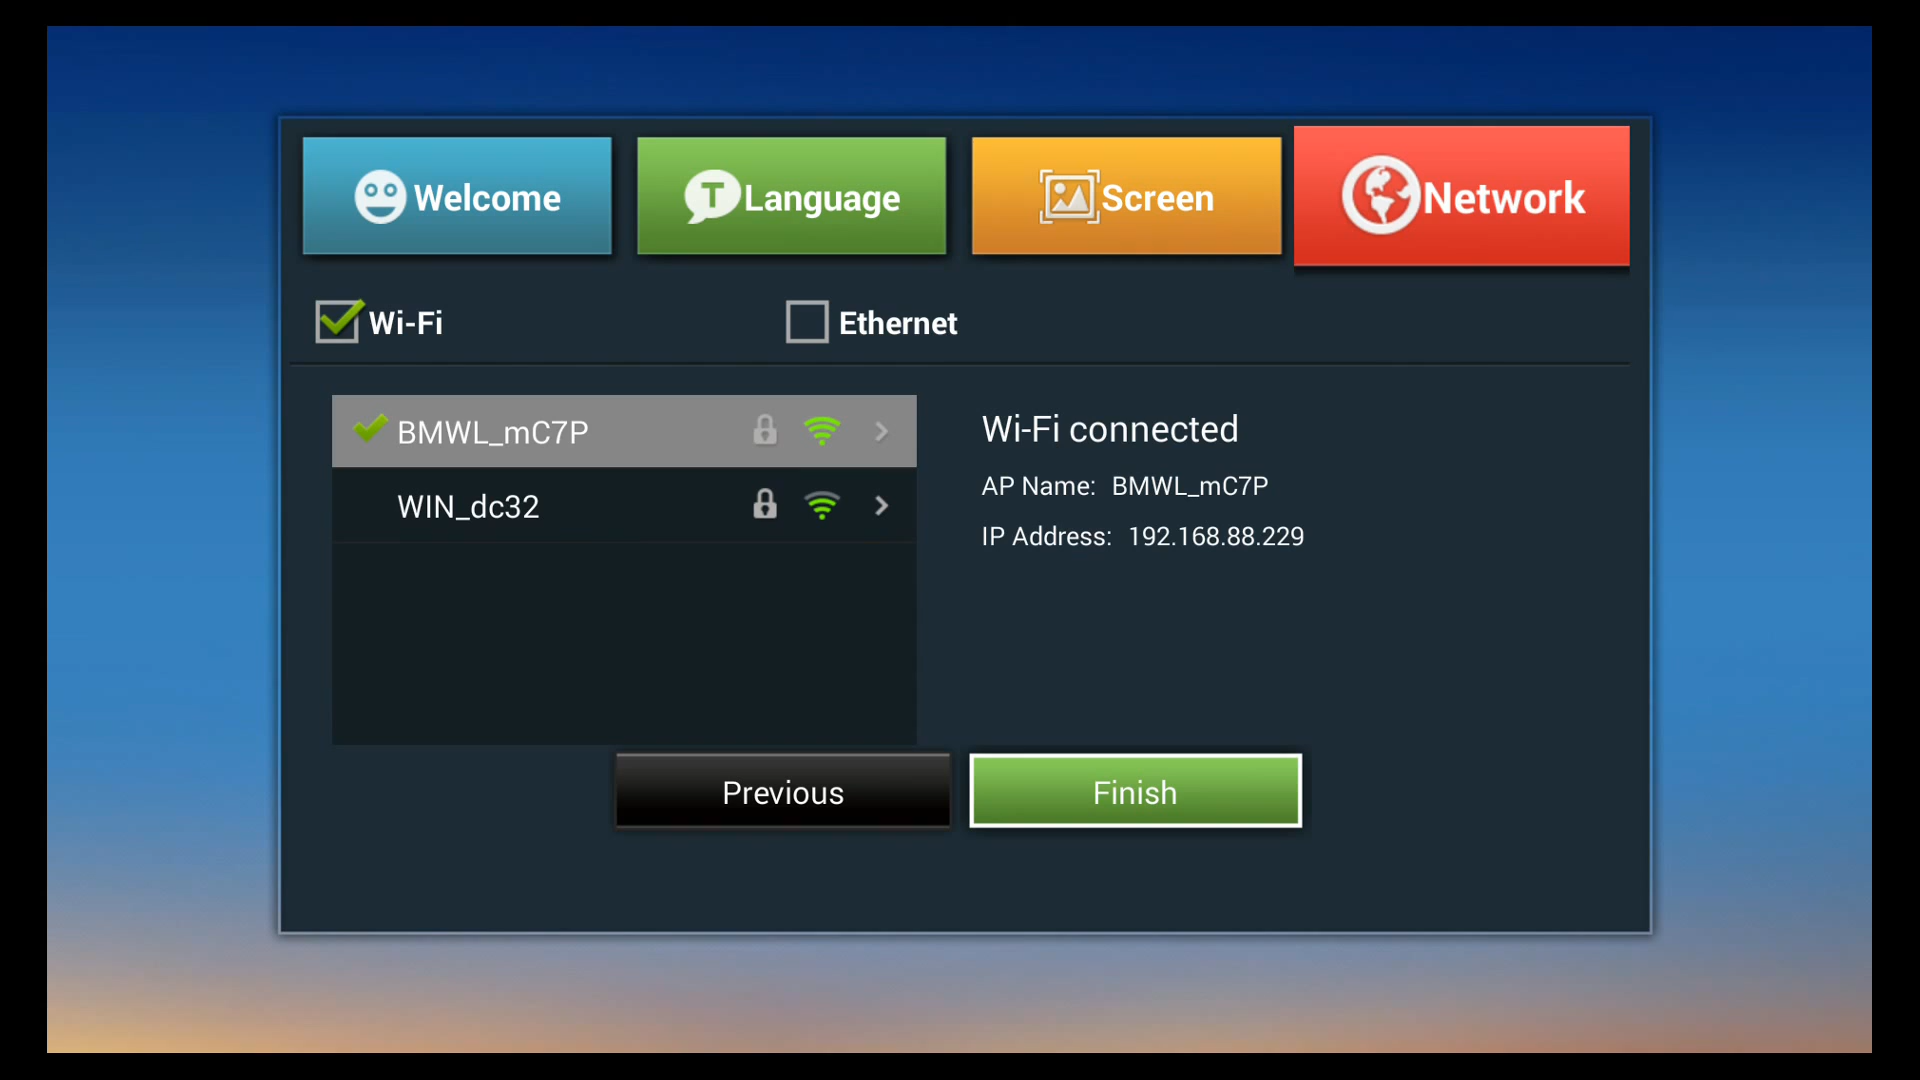 Welcome
Language
Screen
Network
Wi-Fi
Ethernet
BMWL_mC7P
WIN_dc32
Wi-Fi connected
AP Name: BMWL_mC7P
IP Address: 192.168.88.229
Previous
Finish